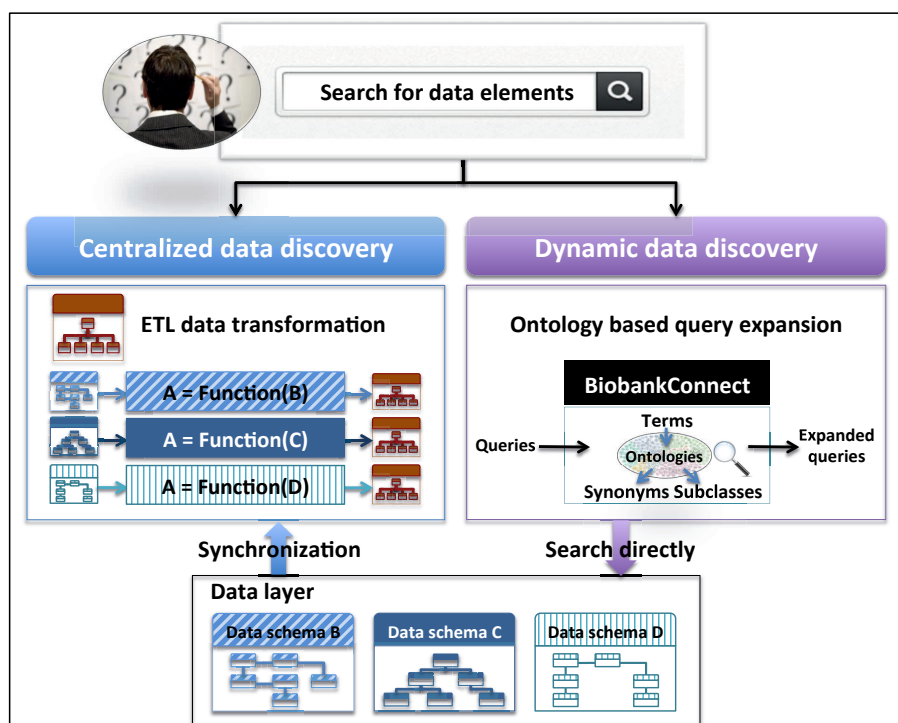 Search for data elements
Centralized data discovery
Dynamic data discovery
ETL data transformation
A = Function(B)
A = Function(C)
A = Function(D)
Ontology based query expansion
BiobankConnect
Queries
Terms
Ontologies
Synonyms Subclasses
Expanded
queries
Synchronization
Search directly
Data layer
Data schema B
Data schema C
Data schema D